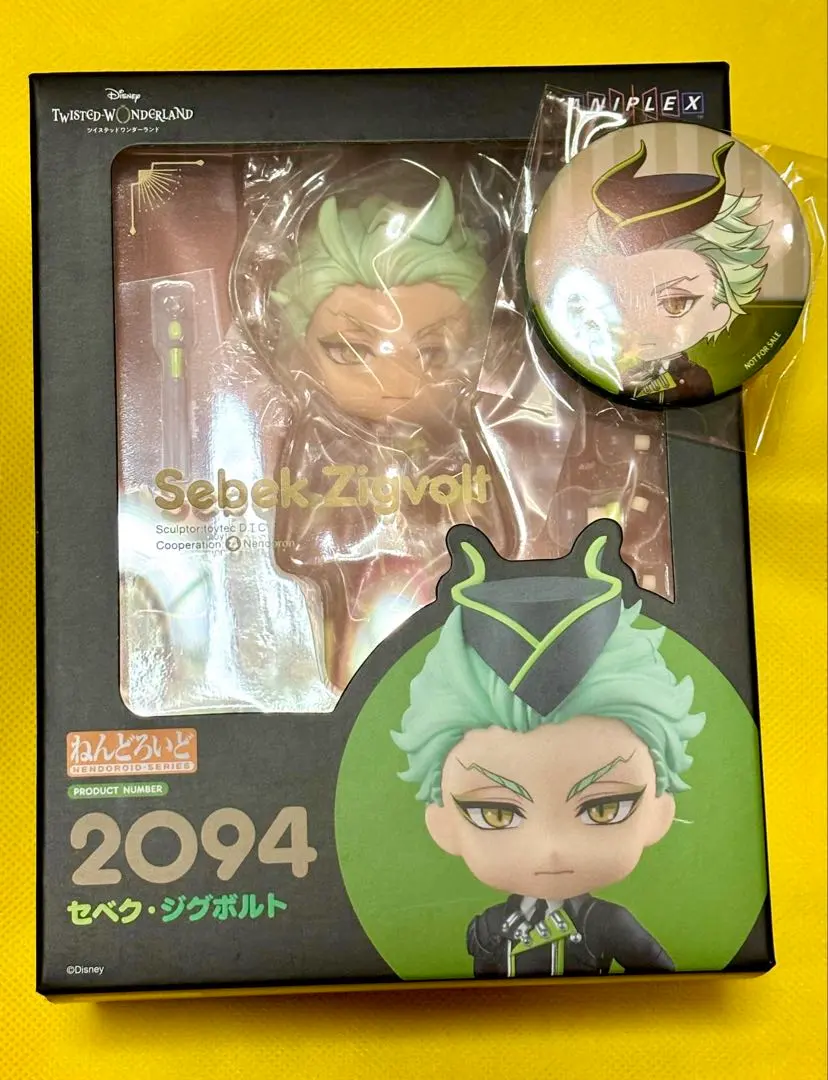 Disney
TWISTED-WONDERLAND
ツイステッドワンダーランド
ANIPLEX
NOT FOR SALE
Sebek Zigvolt
Sculptor:toytec D.T.C
Cooperation: Nendoron
ねんどろいど
NENDOROID-SERIES
PRODUCT NUMBER
2094
セベク・ジグボルト
©Disney